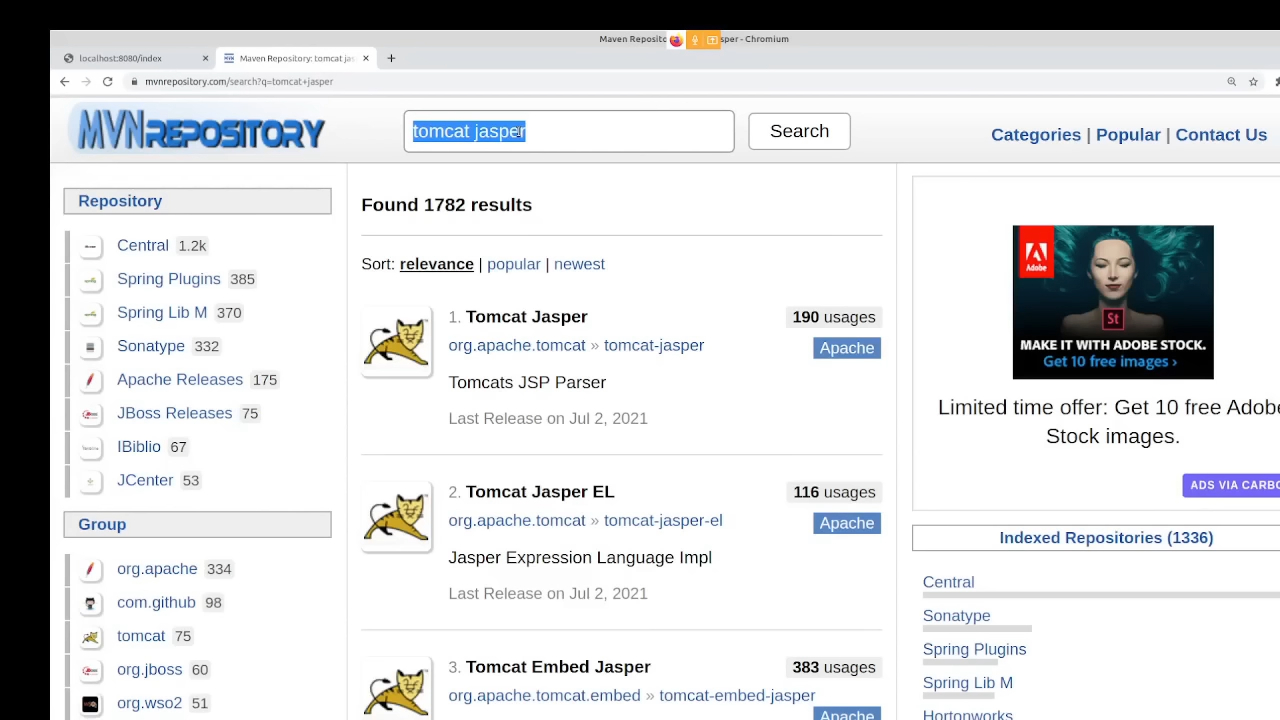 Maven Reposito
sper - Chromium
localhost:8080/index
Maven Repository: tomcat jas
mvnrepository.com/search?q=tomcat+jasper
MVNREPOSITORY
tomcat jasper
Search
Categories | Popular | Contact Us
Repository
Central 1.2k
Spring Plugins 385
Spring Lib M 370
Sonatype 332
Apache Releases 175
JBoss Releases 75
IBiblio 67
JCenter 53
Group
org.apache 334
com.github 98
tomcat 75
org.jboss 60
org.wso2 51
Found 1782 results
Sort: relevance | popular | newest
1. Tomcat Jasper
190 usages
org.apache.tomcat » tomcat-jasper
Apache
Tomcats JSP Parser
Last Release on Jul 2, 2021
2. Tomcat Jasper EL
116 usages
org.apache.tomcat » tomcat-jasper-el
Apache
Jasper Expression Language Impl
Last Release on Jul 2, 2021
3. Tomcat Embed Jasper
383 usages
org.apache.tomcat.embed » tomcat-embed-jasper
Apache
Adobe
St
MAKE IT WITH ADOBE STOCK.
Get 10 free images ›
Limited time offer: Get 10 free Adobe
Stock images.
ADS VIA CARBO
Indexed Repositories (1336)
Central
Sonatype
Spring Plugins
Spring Lib M
Hortonworks